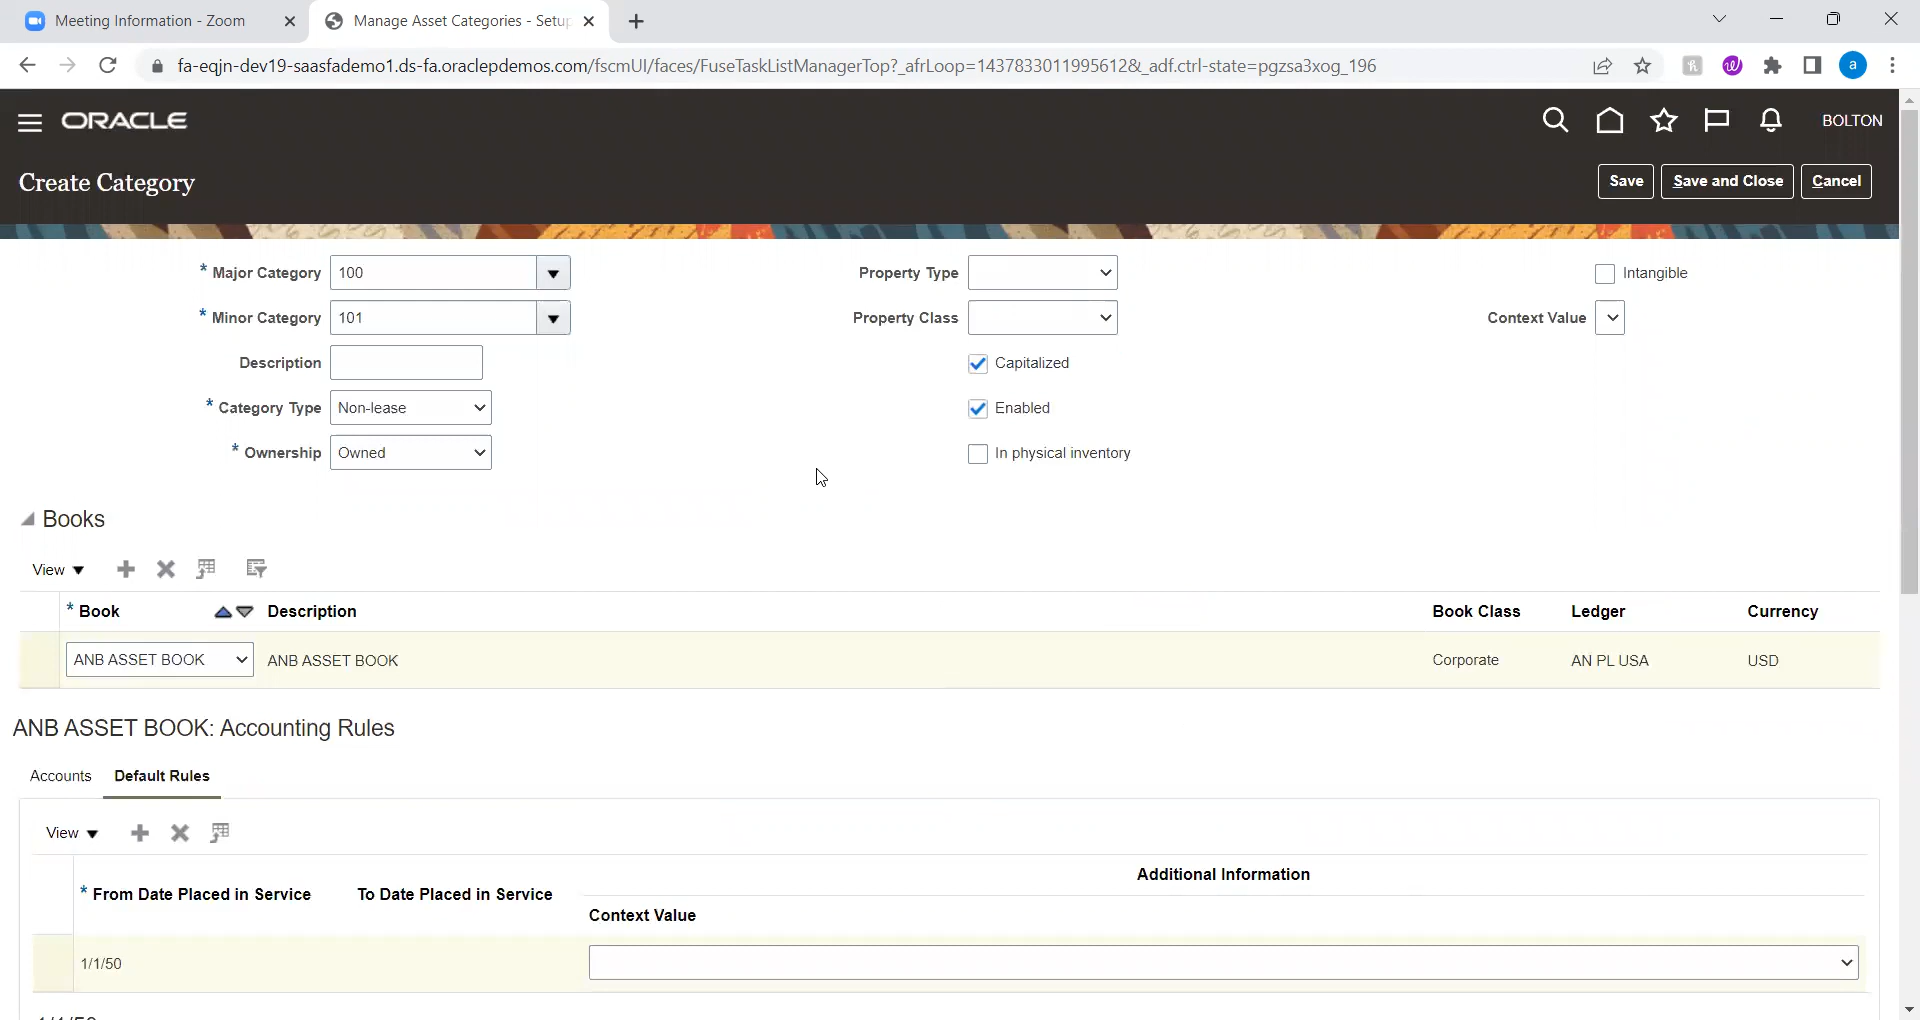 Meeting Information - Zoom
Manage Asset Categories - Setup
fa-eqjn-dev19-saasfademo1.ds-fa.oraclepdemos.com/fscmUI/faces/FuseTaskListManagerTop?_afrLoop=1437833011995612&_adf.ctrl-state=pgzsa3xog_196
a
ORACLE
BOLTON
Create Category
Save
Save and Close
Cancel
* Major Category 100
Property Type
Intangible
* Minor Category 101
Property Class
Context Value
Description
Capitalized
* Category Type Non-lease
Enabled
* Ownership Owned
In physical inventory
Books
View
* Book Description Book Class Ledger Currency
ANB ASSET BOOK ANB ASSET BOOK Corporate AN PL USA USD
ANB ASSET BOOK: Accounting Rules
Accounts Default Rules
View
Additional Information
* From Date Placed in Service To Date Placed in Service
Context Value
1/1/50
1/1/50